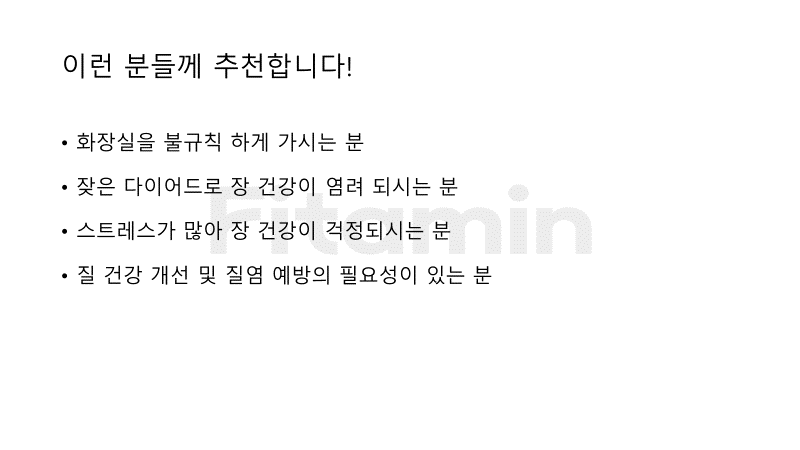 이런 분들께 추천합니다!
• 화장실을 불규칙 하게 가시는 분
• 잦은 다이어드로 장 건강이 염려 되시는 분
• 스트레스가 많아 장 건강이 걱정되시는 분
• 질 건강 개선 및 질염 예방의 필요성이 있는 분
Fitamin